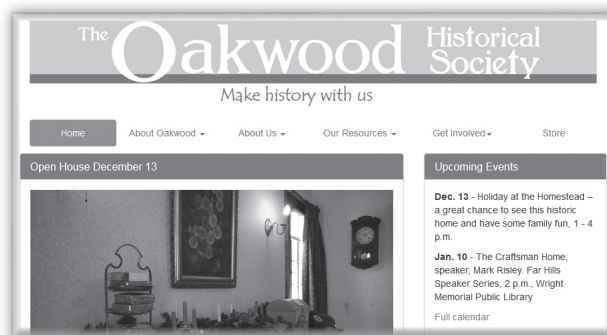 The Oakwood Historical Society
Make history with us
Home About Oakwood About Us Our Resources Get Involved Store
Open House December 13
Upcoming Events
Dec. 13 - Holiday at the Homestead –
a great chance to see this historic
home and have some family fun, 1 - 4
p.m.
Jan. 10 - The Craftsman Home;
speaker, Mark Risley. Far Hills
Speaker Series, 2 p.m., Wright
Memorial Public Library
Full calendar